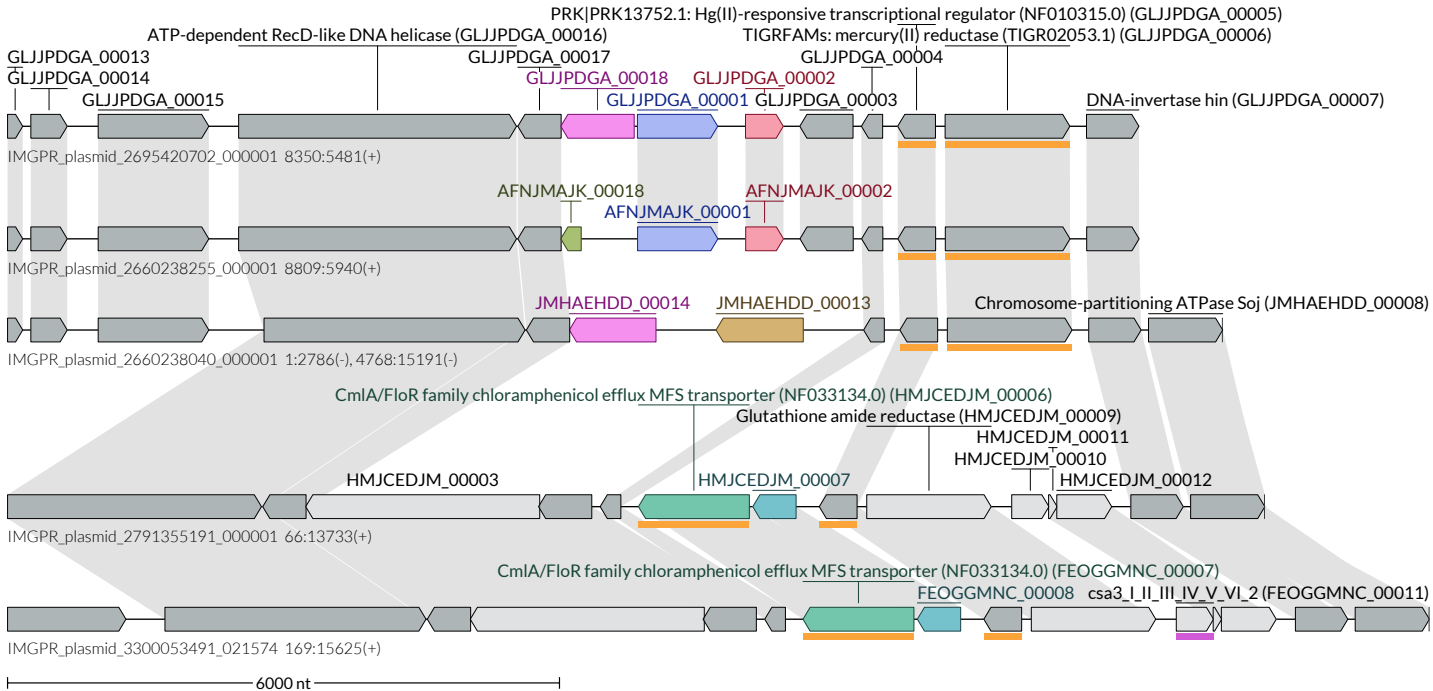 PRK|PRK13752.1: Hg(II)-responsive transcriptional regulator (NF010315.0) (GLJJPDGA_00005)
ATP-dependent RecD-like DNA helicase (GLJJPDGA_00016)
TIGRFAMs: mercury(II) reductase (TIGR02053.1) (GLJJPDGA_00006)
GLJJPDGA_00013
GLJJPDGA_00017
GLJJPDGA_00004
GLJJPDGA_00014
GLJJPDGA_00018
GLJJPDGA_00002
GLJJPDGA_00015
GLJJPDGA_00001
GLJJPDGA_00003
DNA-invertase hin (GLJJPDGA_00007)
IMGPR_plasmid_2695420702_000001 8350:5481(+)
AFNJMAJK_00018
AFNJMAJK_00002
AFNJMAJK_00001
IMGPR_plasmid_2660238255_000001 8809:5940(+)
JMHAEHDD_00014
JMHAEHDD_00013
Chromosome-partitioning ATPase Soj (JMHAEHDD_00008)
IMGPR_plasmid_2660238040_000001 1:2786(-), 4768:15191(-)
CmlA/FloR family chloramphenicol efflux MFS transporter (NF033134.0) (HMJCEDJM_00006)
Glutathione amide reductase (HMJCEDJM_00009)
HMJCEDJM_00011
HMJCEDJM_00010
HMJCEDJM_00003
HMJCEDJM_00007
HMJCEDJM_00012
IMGPR_plasmid_2791355191_000001 66:13733(+)
CmlA/FloR family chloramphenicol efflux MFS transporter (NF033134.0) (FEOGGMNC_00007)
FEOGGMNC_00008
csa3_I_II_III_IV_V_VI_2 (FEOGGMNC_00011)
IMGPR_plasmid_3300053491_021574 169:15625(+)
6000 nt